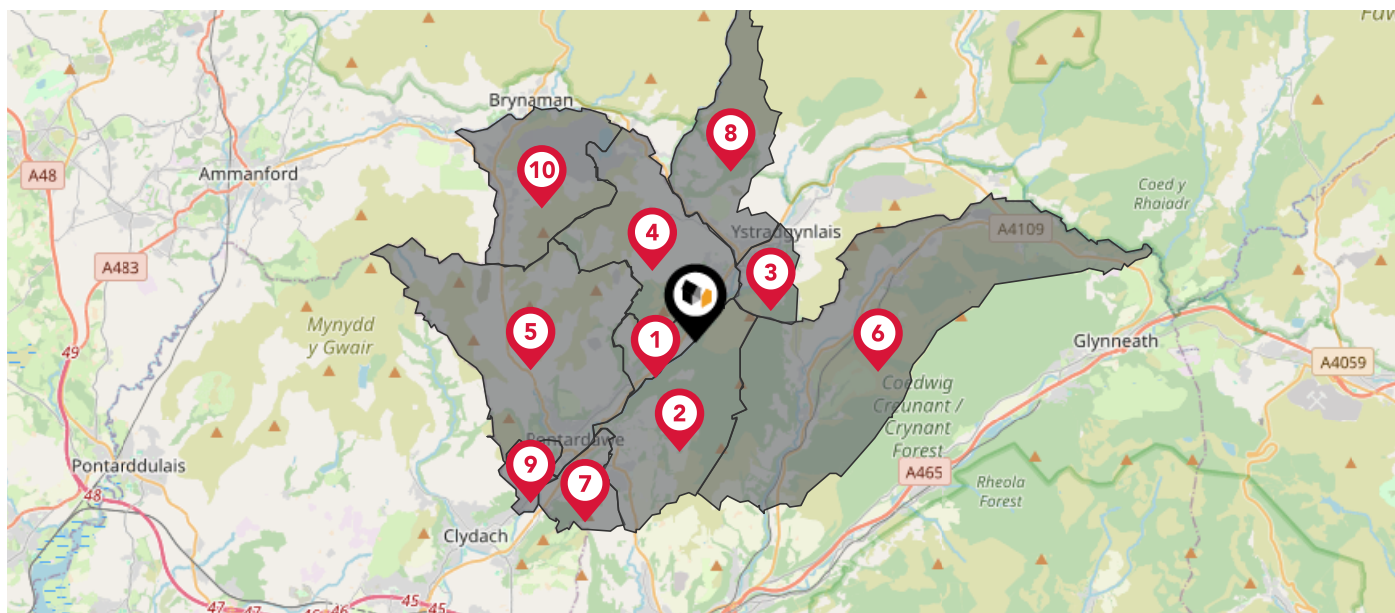 Brynaman
8
A48
Ammanford
10
Coed y
Rhaiadr
4
Ystradgynlais
A4109
A483
3
Mynydd
y Gwair
5
1
6
Glynneath
49
A4059
Coedwig
Creunant /
Crynant
Forest
2
Pontardawe
Pontarddulais
9
A465
7
48
Rheola
Forest
Clydach
47
47
45
46
45
45